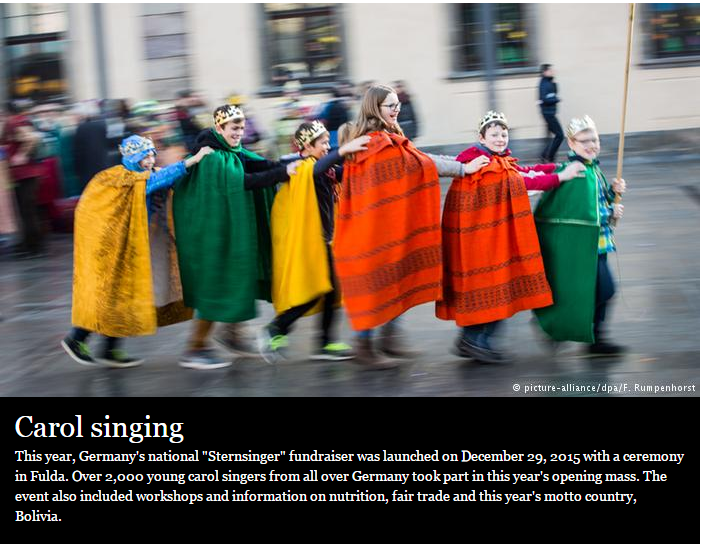 © picture-alliance/dpa/F. Rumpenhorst
Carol singing
This year, Germany's national "Sternsinger" fundraiser was launched on December 29, 2015 with a ceremony
in Fulda. Over 2,000 young carol singers from all over Germany took part in this year's opening mass. The
event also included workshops and information on nutrition, fair trade and this year's motto country,
Bolivia.